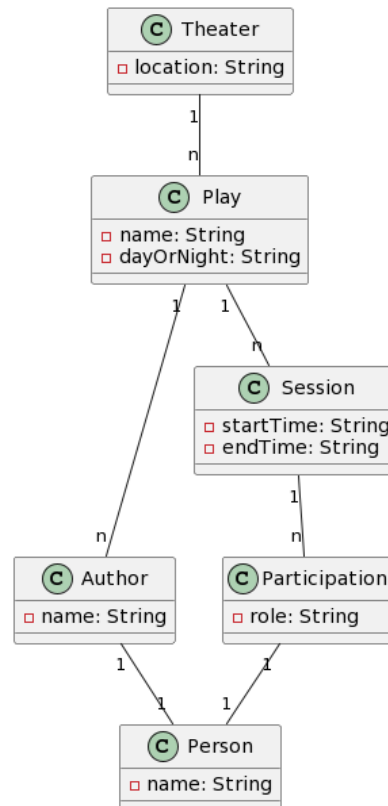 C Theater
location: String
1
n
C Play
name: String
dayOrNight: String
1 1
n
C Session
startTime: String
endTime: String
1
n n
C Author C Participation
name: String role: String
1 1
1 1
C Person
name: String